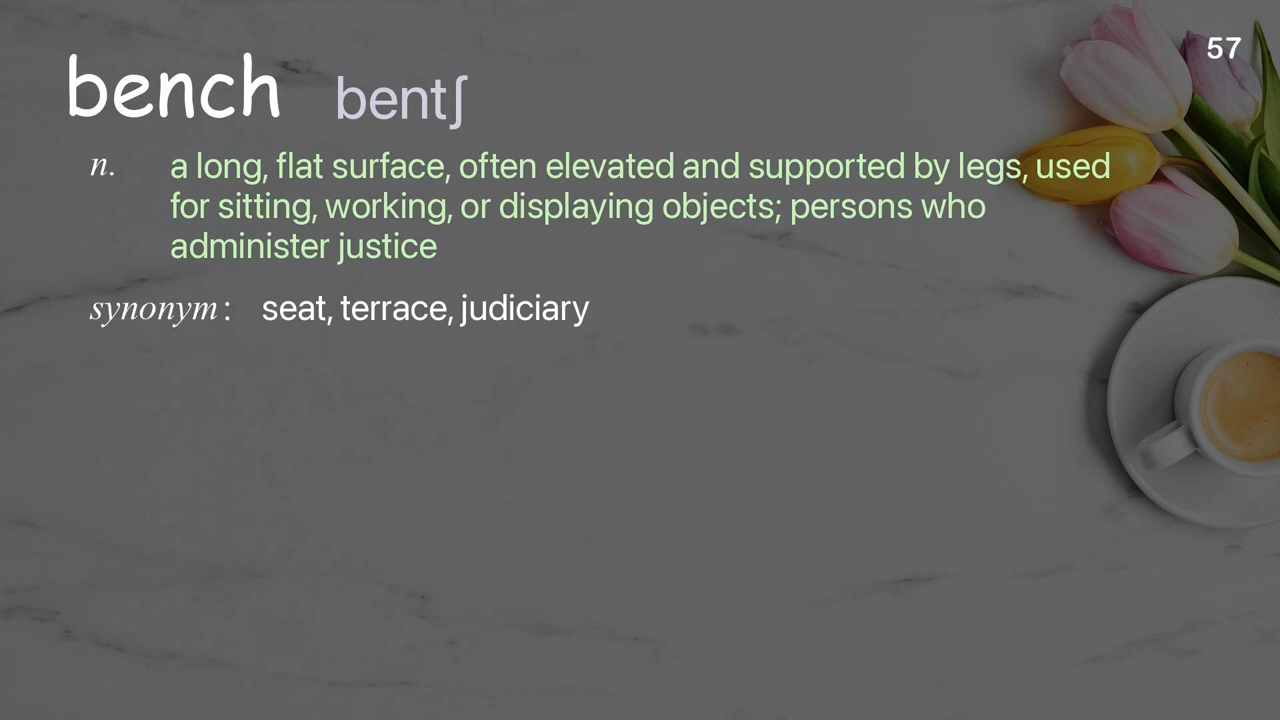 57
bench bentʃ
n. a long, flat surface, often elevated and supported by legs, used
for sitting, working, or displaying objects; persons who
administer justice
synonym: seat, terrace, judiciary